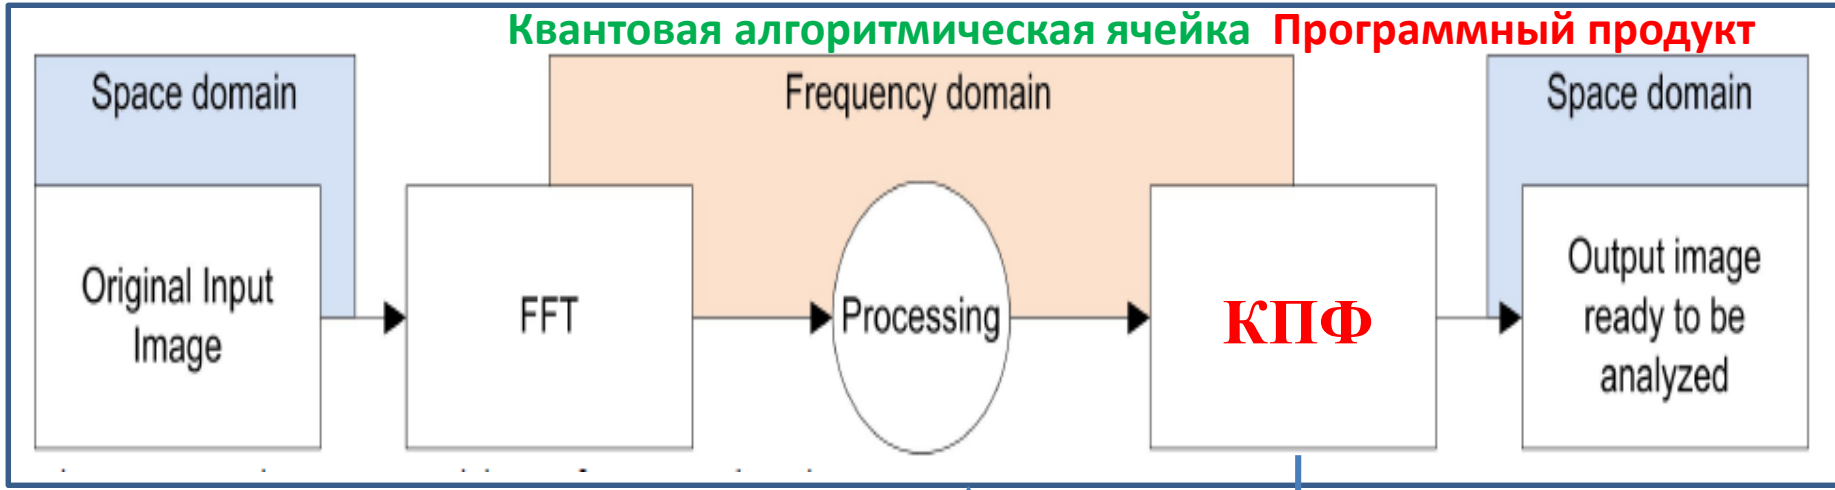 Квантовая алгоритмическая ячейка Программный продукт
Space domain
Frequency domain
Space domain
Original Input
Image
FFT
Processing
КПФ
Output image
ready to be
analyzed